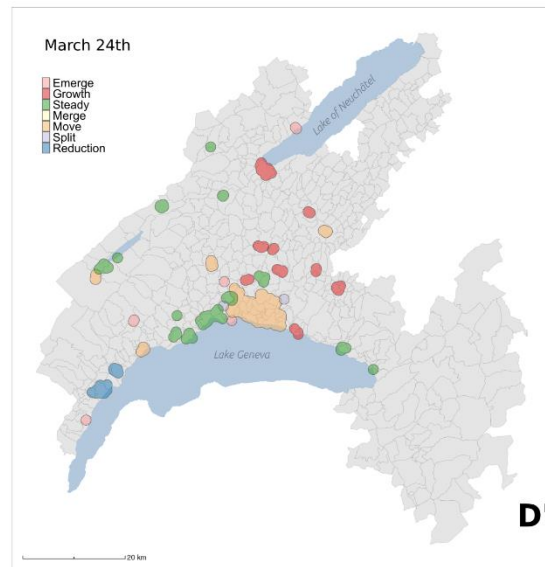 March 24th
Emerge
Growth
Steady
Merge
Move
Split
Reduction
Lake of Neuchâtel
Lake Geneva
D'
20 km